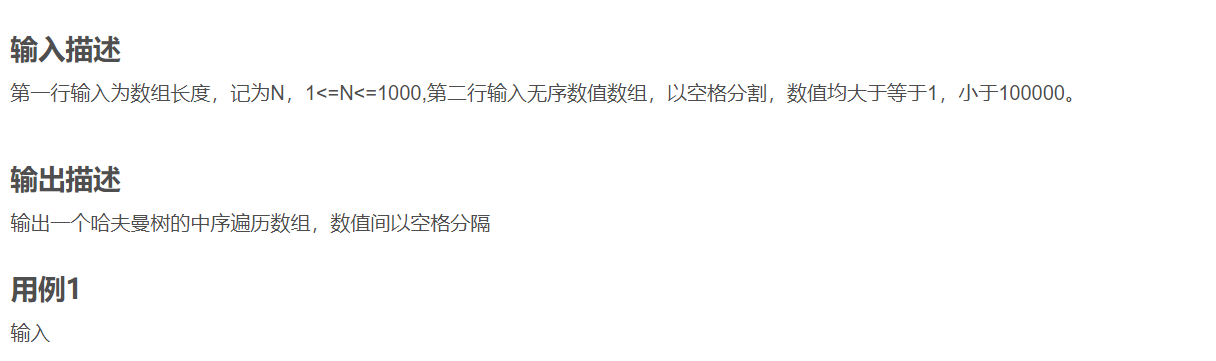 输入描述
第一行输入为数组长度，记为N，1<=N<=1000,第二行输入无序数值数组，以空格分割，数值均大于等于1，小于100000。
输出描述
输出一个哈夫曼树的中序遍历数组，数值间以空格分隔
用例1
输入